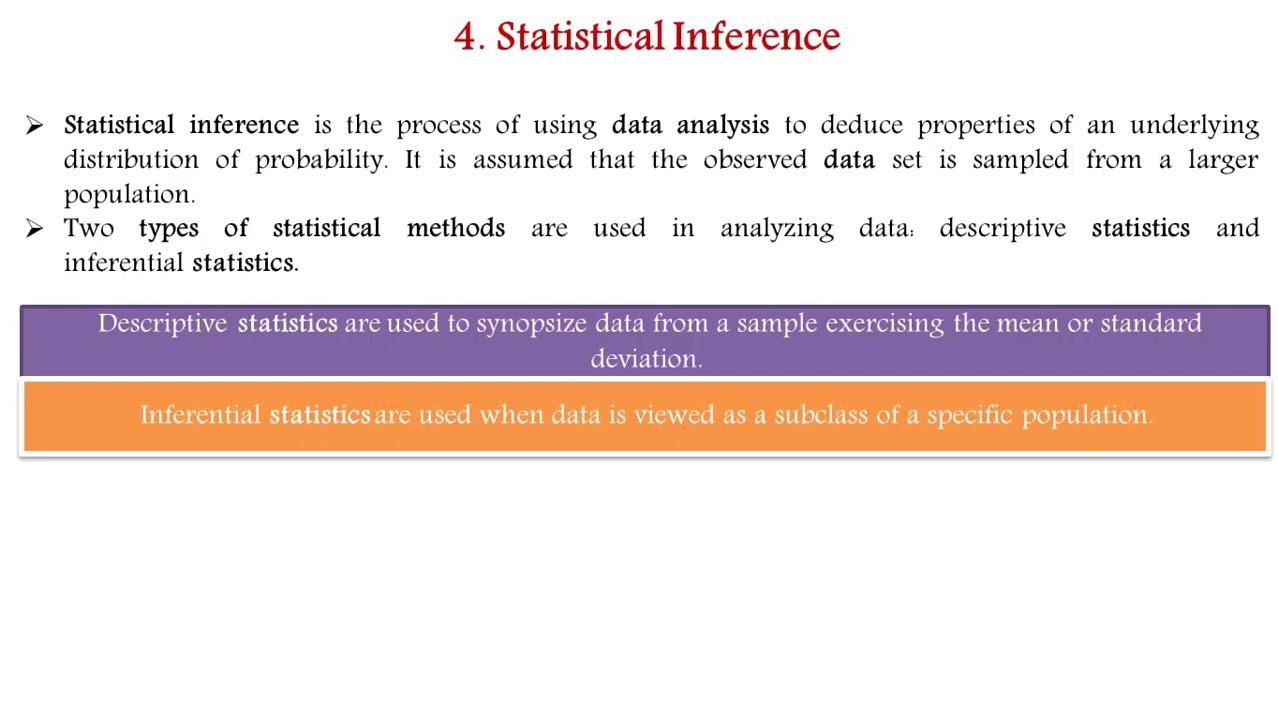 4. Statistical Inference
➤ Statistical inference is the process of using data analysis to deduce properties of an underlying
distribution of probability. It is assumed that the observed data set is sampled from a larger
population.
➤ Two types of statistical methods are used in analyzing data: descriptive statistics and
inferential statistics.
Descriptive statistics are used to synopsize data from a sample exercising the mean or standard
deviation.
Inferential statistics are used when data is viewed as a subclass of a specific population.